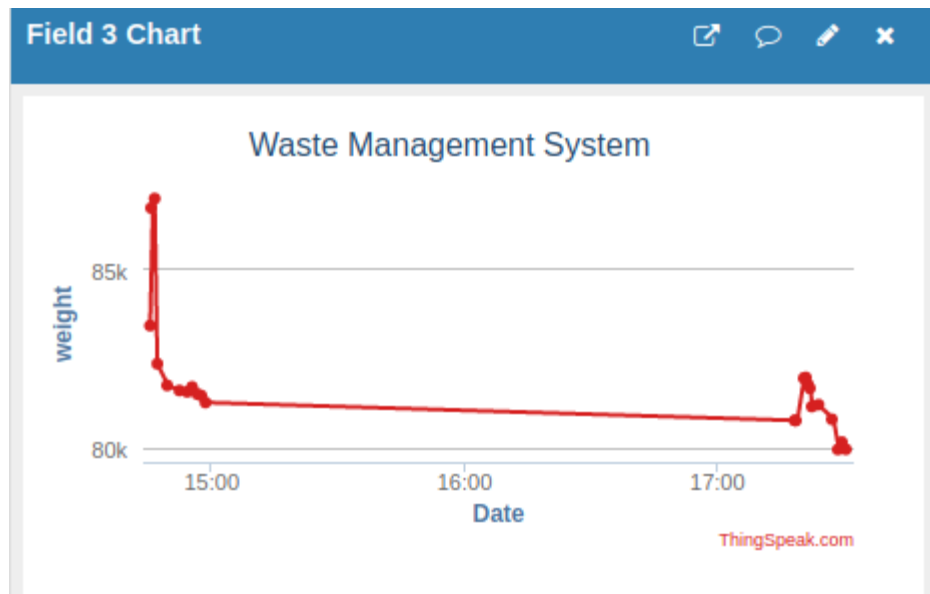 Field 3 Chart
Waste Management System
85k
80k
weight
15:00 16:00 17:00
Date
ThingSpeak.com